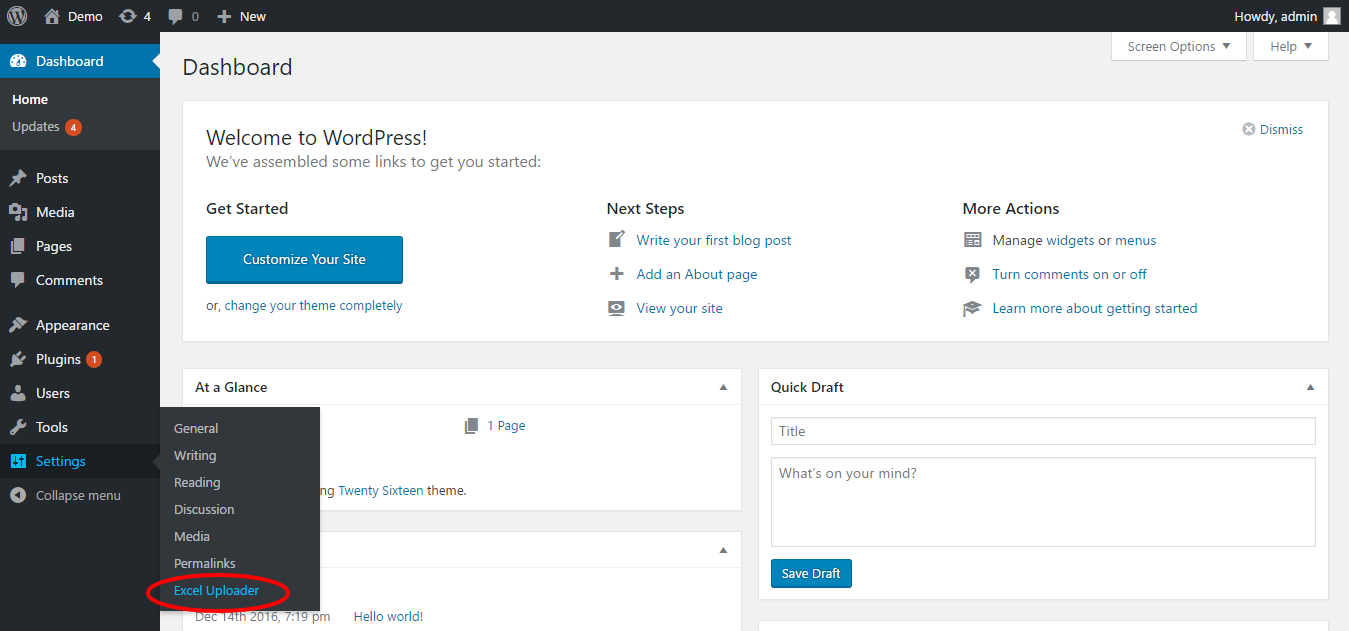 Demo 4 0 New Howdy, admin
Screen Options Help
Dashboard
Home
Updates 4
Posts
Media
Pages
Comments
Appearance
Plugins 1
Users
Tools
Settings
Collapse menu
General
Writing
Reading
Discussion
Media
Permalinks
Excel Uploader
Dashboard
Welcome to WordPress!
We've assembled some links to get you started:
Dismiss
Get Started
Customize Your Site
or, change your theme completely
Next Steps
Write your first blog post
Add an About page
View your site
More Actions
Manage widgets or menus
Turn comments on or off
Learn more about getting started
At a Glance
1 Page
ng Twenty Sixteen theme.
Dec 14th 2016, 7:19 pm Hello world!
Quick Draft
Title
What's on your mind?
Save Draft